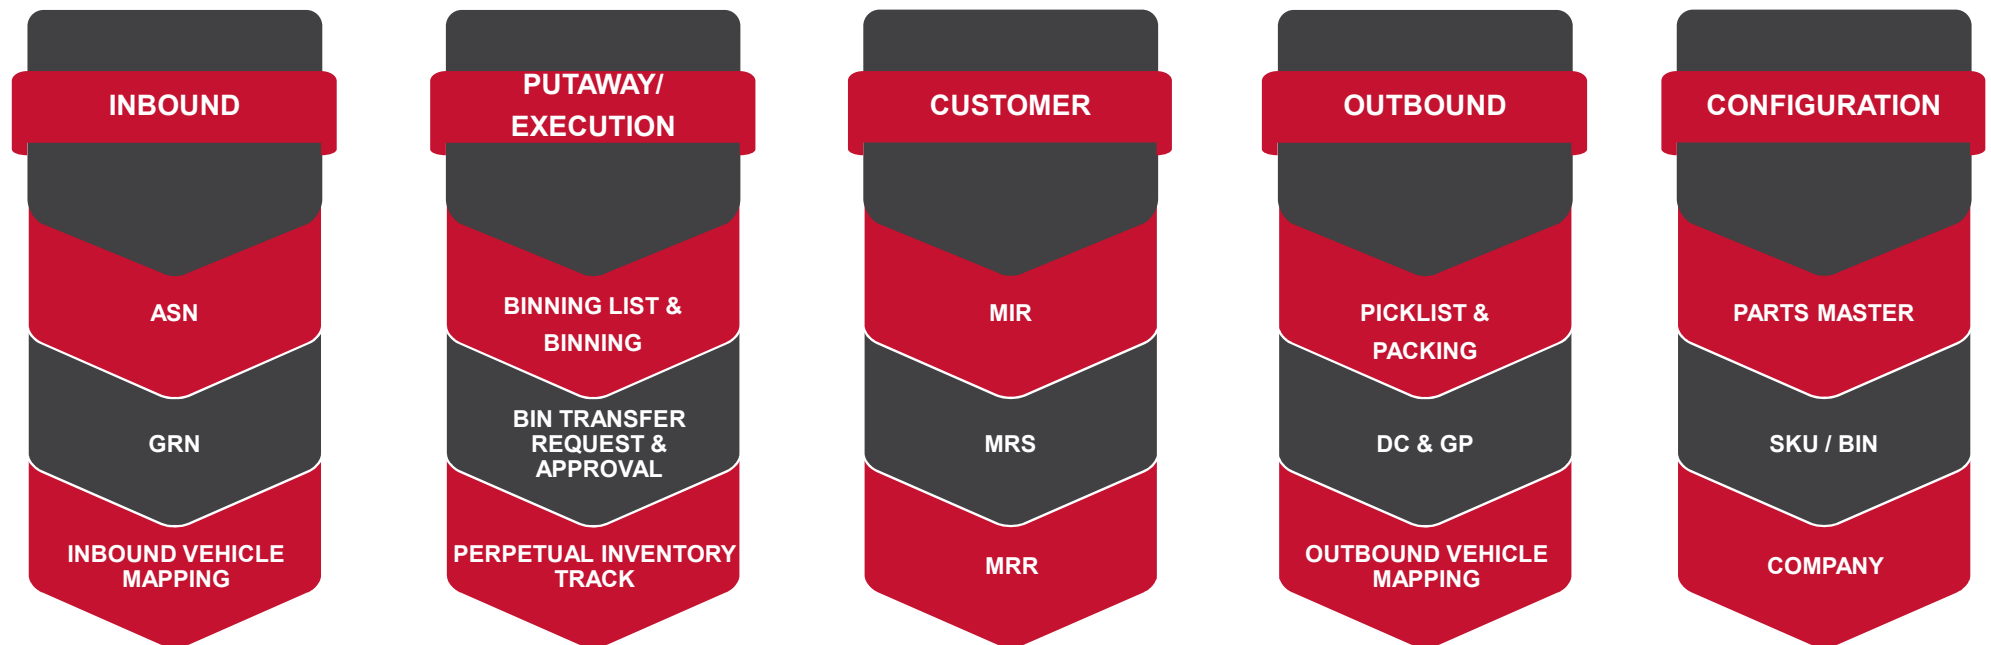 INBOUND
ASN
GRN
INBOUND VEHICLE
MAPPING
PUTAWAY/
EXECUTION
BINNING LIST &
BINNING
BIN TRANSFER
REQUEST &
APPROVAL
PERPETUAL INVENTORY
TRACK
CUSTOMER
MIR
MRS
MRR
OUTBOUND
PICKLIST &
PACKING
DC & GP
OUTBOUND VEHICLE
MAPPING
CONFIGURATION
PARTS MASTER
SKU / BIN
COMPANY